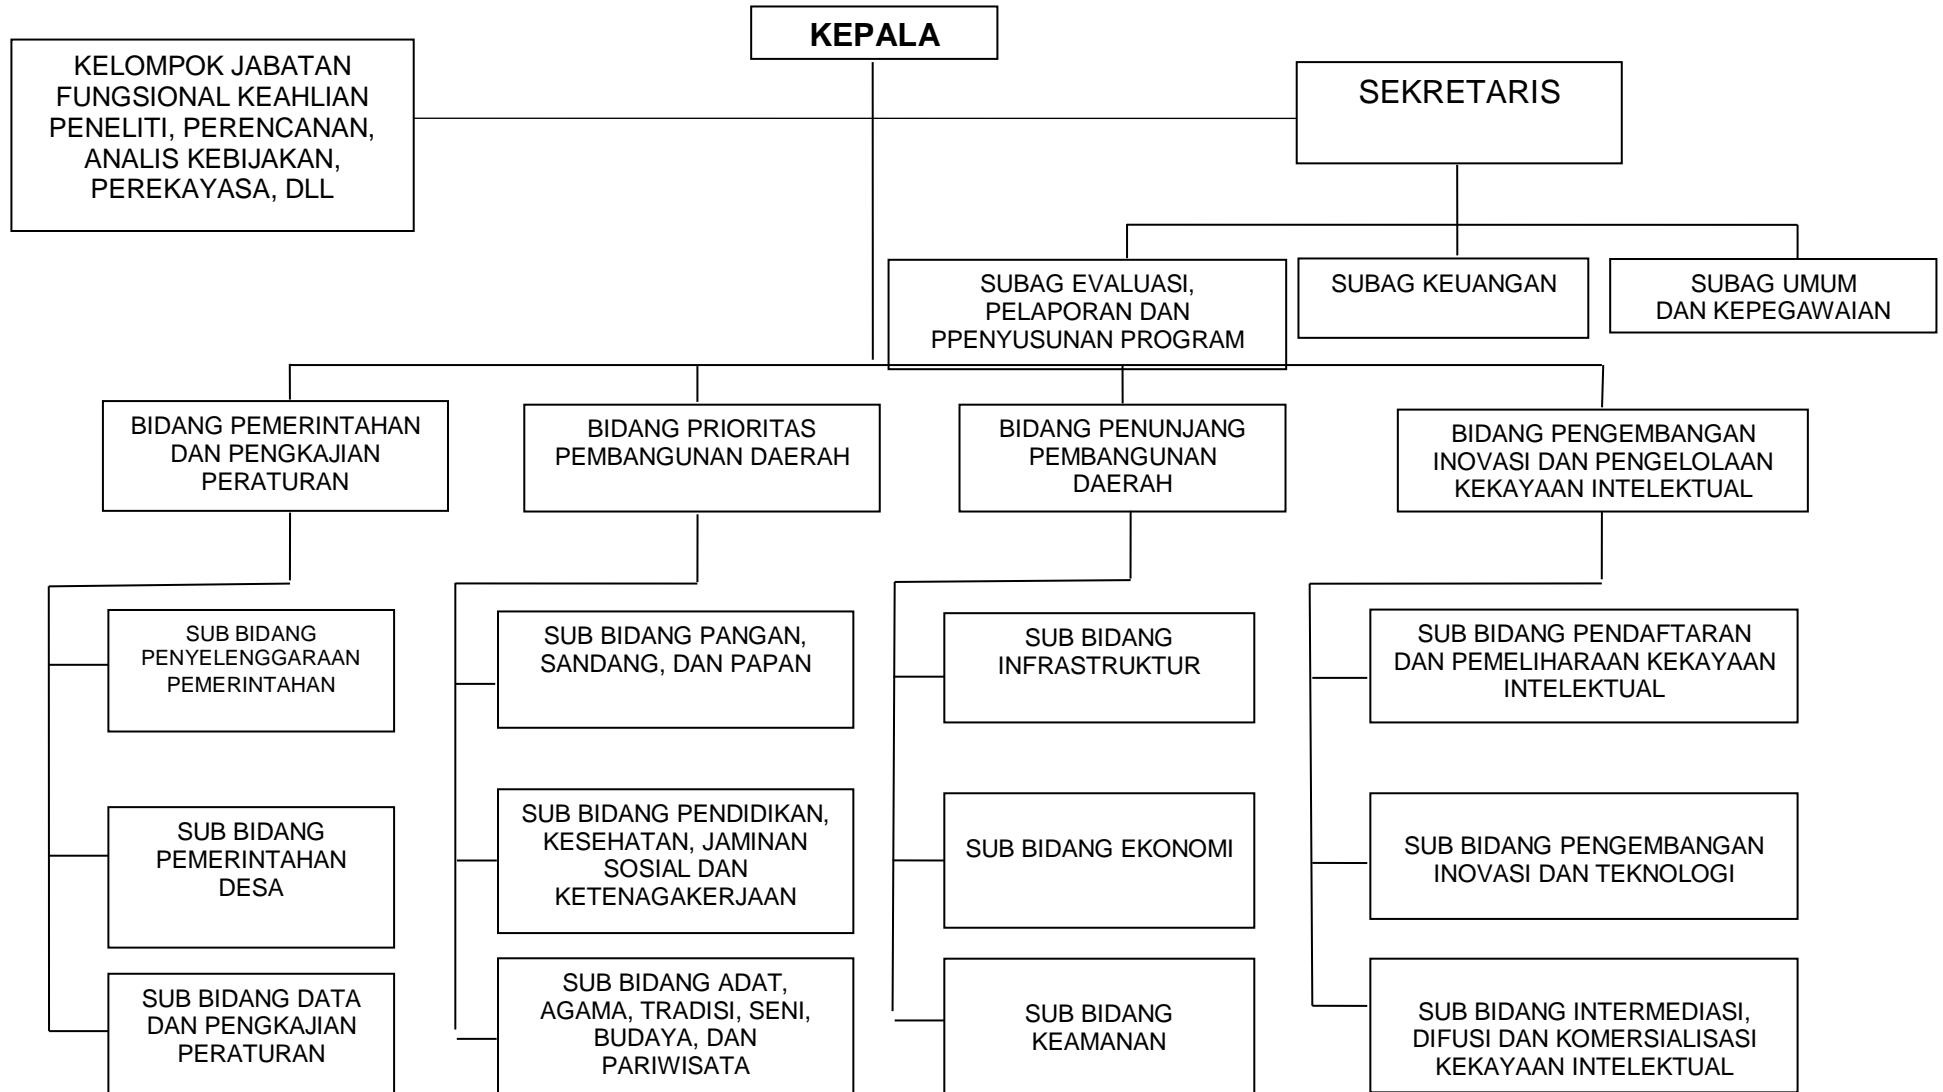 KEPALA
KELOMPOK JABATAN
FUNGSIONAL KEAHLIAN
PENELITI, PERENCANAN,
ANALIS KEBIJAKAN,
PEREKAYASA, DLL
SEKRETARIS
SUBAG EVALUASI,
PELAPORAN DAN
PPENYUSUNAN PROGRAM
SUBAG KEUANGAN
SUBAG UMUM
DAN KEPEGAWAIAN
BIDANG PEMERINTAHAN
DAN PENGKAJIAN
PERATURAN
BIDANG PRIORITAS
PEMBANGUNAN DAERAH
BIDANG PENUNJANG
PEMBANGUNAN
DAERAH
BIDANG PENGEMBANGAN
INOVASI DAN PENGELOLAAN
KEKAYAAN INTELEKTUAL
SUB BIDANG
PENYELENGGARAAN
PEMERINTAHAN
SUB BIDANG PANGAN,
SANDANG, DAN PAPAN
SUB BIDANG
INFRASTRUKTUR
SUB BIDANG PENDAFTARAN
DAN PEMELIHARAAN KEKAYAAN
INTELEKTUAL
SUB BIDANG
PEMERINTAHAN
DESA
SUB BIDANG PENDIDIKAN,
KESEHATAN, JAMINAN
SOSIAL DAN
KETENAGAKERJAAN
SUB BIDANG EKONOMI
SUB BIDANG PENGEMBANGAN
INOVASI DAN TEKNOLOGI
SUB BIDANG DATA
DAN PENGKAJIAN
PERATURAN
SUB BIDANG ADAT,
AGAMA, TRADISI, SENI,
BUDAYA, DAN
PARIWISATA
SUB BIDANG
KEAMANAN
SUB BIDANG INTERMEDIASI,
DIFUSI DAN KOMERSIALISASI
KEKAYAAN INTELEKTUAL